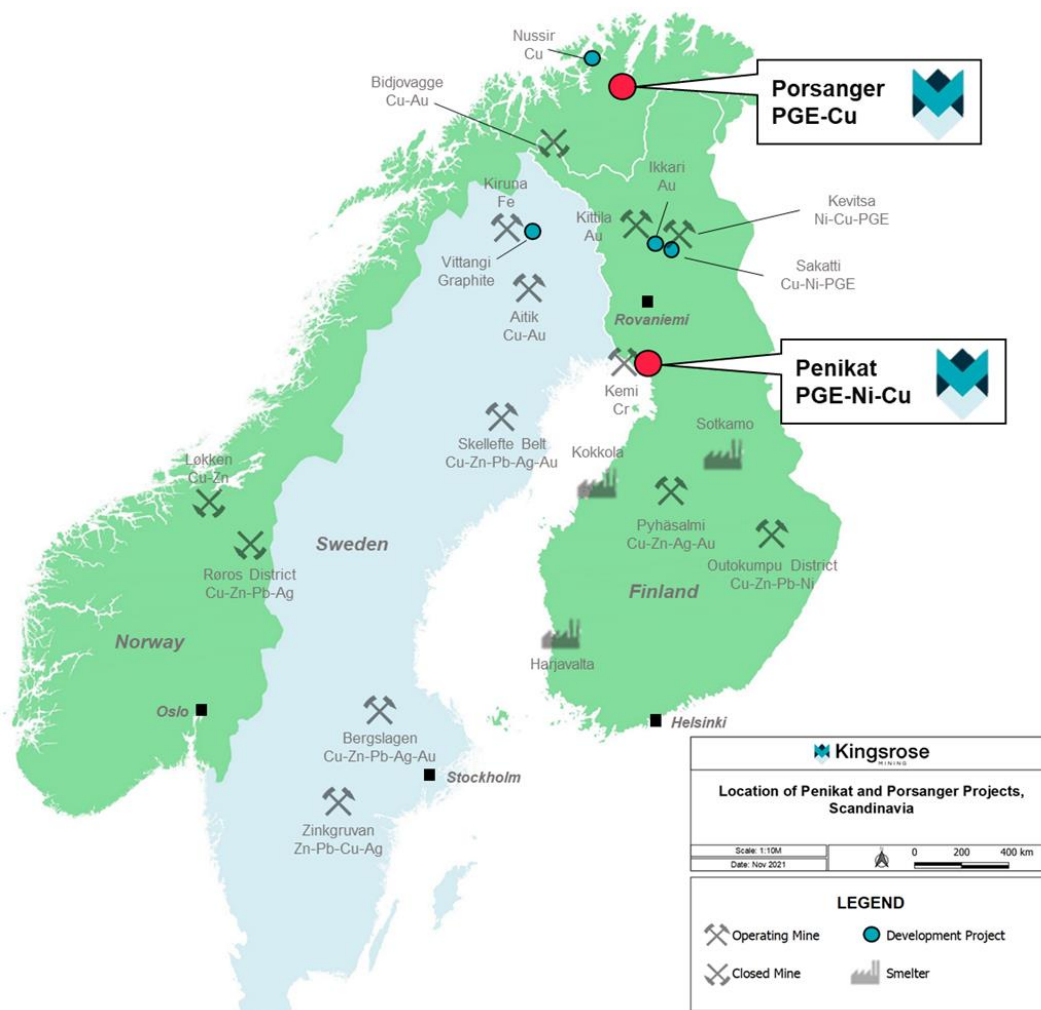 Nussir
Cu
Bidjovagge
Cu-Au
Porsanger
PGE-Cu
Ikkari
Au
Kiruna
Fe
Kittila
Au
Kevitsa
Ni-Cu-PGE
Vittangi
Graphite
Sakatti
Cu-Ni-PGE
Aitik
Cu-Au
Rovaniemi
Penikat
PGE-Ni-Cu
Kemi
Cr
Skellefte Belt
Cu-Zn-Pb-Ag-Au
Sotkamo
Kokkola
Løkken
Cu-Zn
Pyhäsalmi
Cu-Zn-Ag-Au
Sweden
Røros District
Cu-Zn-Pb-Ag
Outokumpu District
Cu-Zn-Pb-Ni
Finland
Norway
Harjavalta
Oslo
Helsinki
Bergslagen
Cu-Zn-Pb-Ag-Au
Stockholm
Zinkgruvan
Zn-Pb-Cu-Ag
Kingsrose
MINING
Location of Penikat and Porsanger Projects,
Scandinavia
Scale: 1:10M
Date: Nov 2021
0 200 400 km
LEGEND
Operating Mine
Development Project
Closed Mine
Smelter